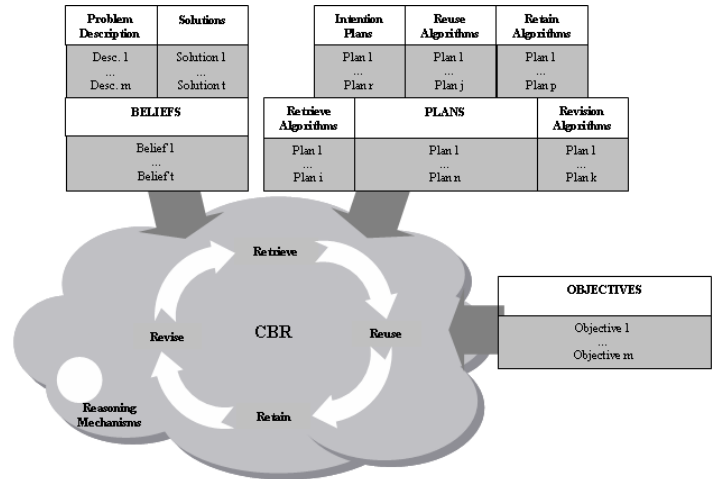 Problem
Description
Solutions
Desc. 1
...
Desc. m
Solution 1
...
Solution t
BELIEFS
Belief 1
...
Belief t
Intention
Plans
Reuse
Algorithms
Retain
Algorithms
Plan 1
...
Plan r
Plan 1
...
Plan j
Plan 1
...
Plan p
Retrieve
Algorithms
PLANS
Revision
Algorithms
Plan 1
...
Plan i
Plan 1
...
Plan n
Plan 1
...
Plan k
Retrieve
OBJECTIVES
Objective 1
...
Objective m
Revise
CBR
Reuse
Retain
Reasoning
Mechanisms